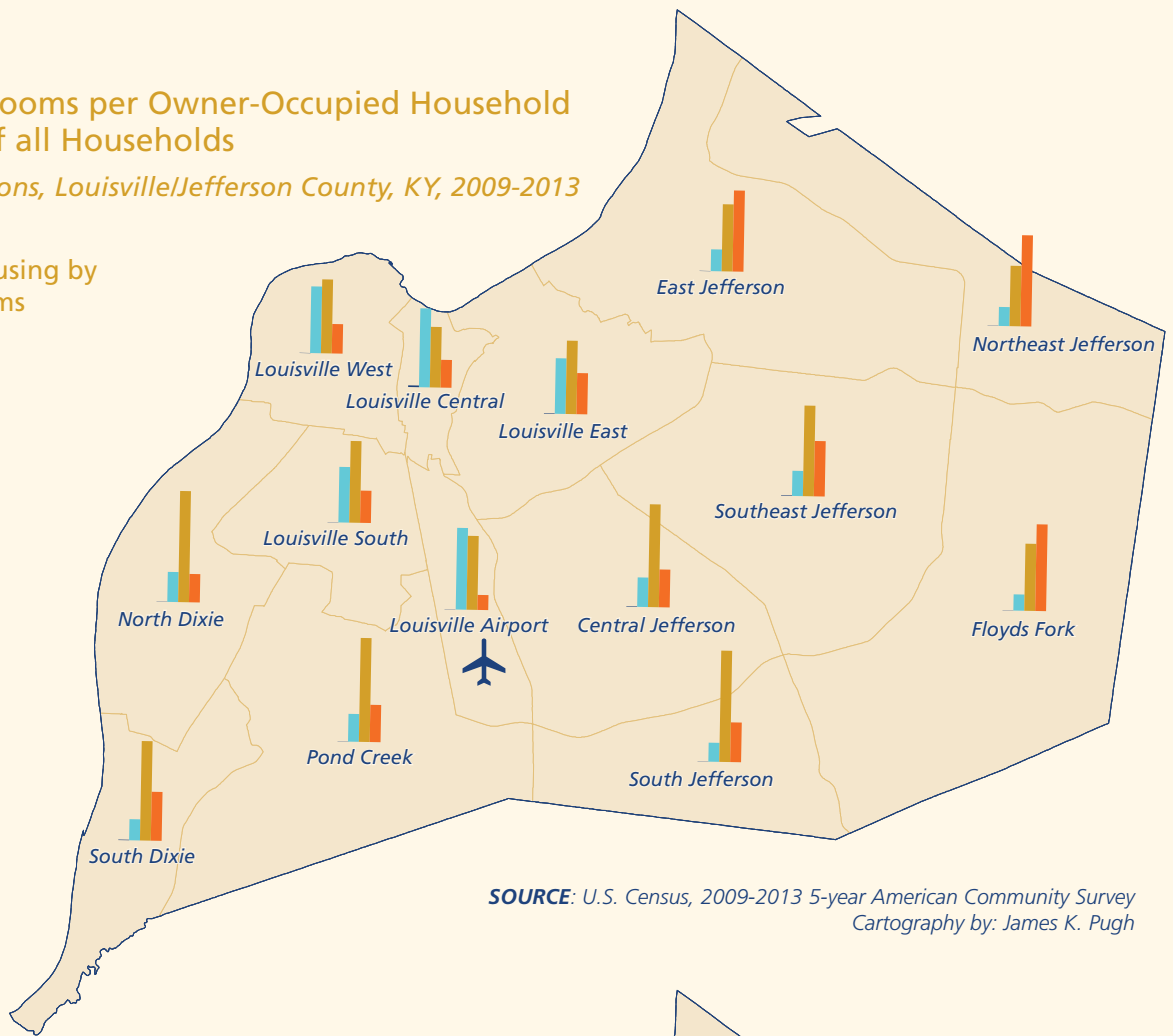 ooms per Owner-Occupied Household
f all Households
ons, Louisville/Jefferson County, KY, 2009-2013
using by
ms
East Jefferson
Northeast Jefferson
Louisville West
Louisville Central
Louisville East
Southeast Jefferson
Louisville South
North Dixie
Louisville Airport
Central Jefferson
Floyds Fork
Pond Creek
South Jefferson
South Dixie
SOURCE: U.S. Census, 2009-2013 5-year American Community Survey
Cartography by: James K. Pugh